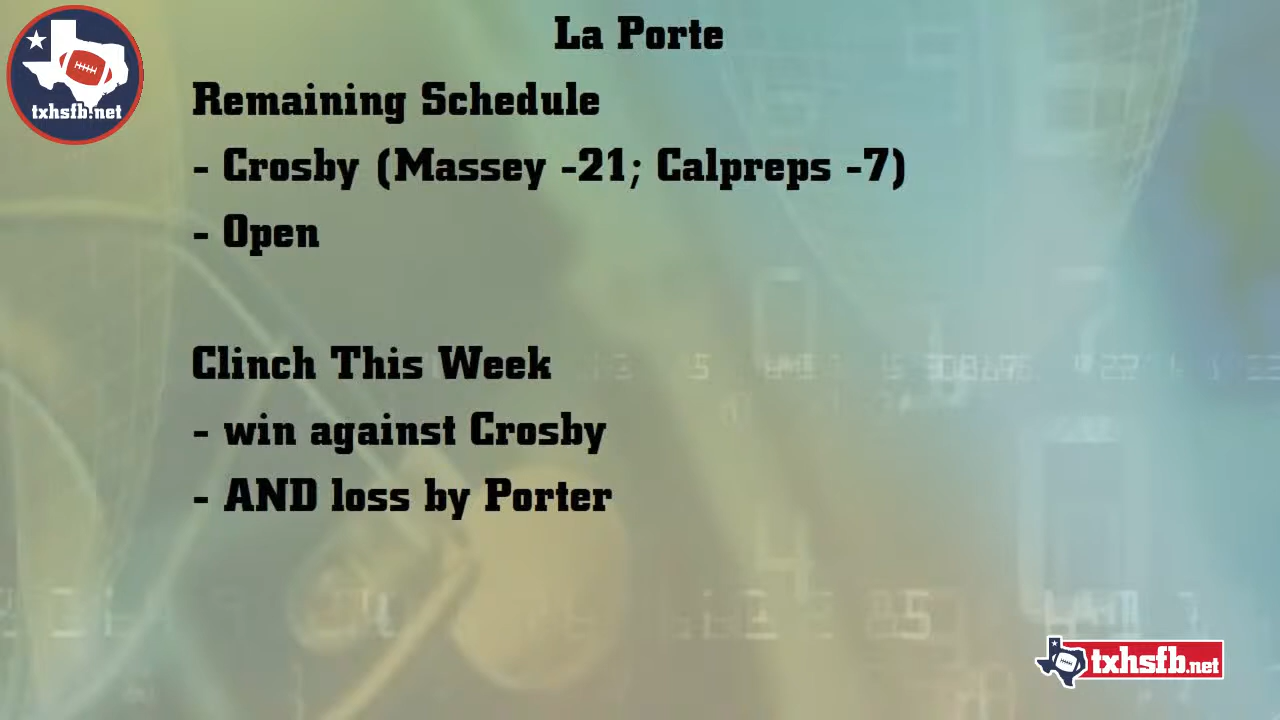 La Porte
txhsfb.net
Remaining Schedule
- Crosby (Massey -21; Calpreps -7)
- Open
Clinch This Week
- win against Crosby
- AND loss by Porter
txhsfb.net